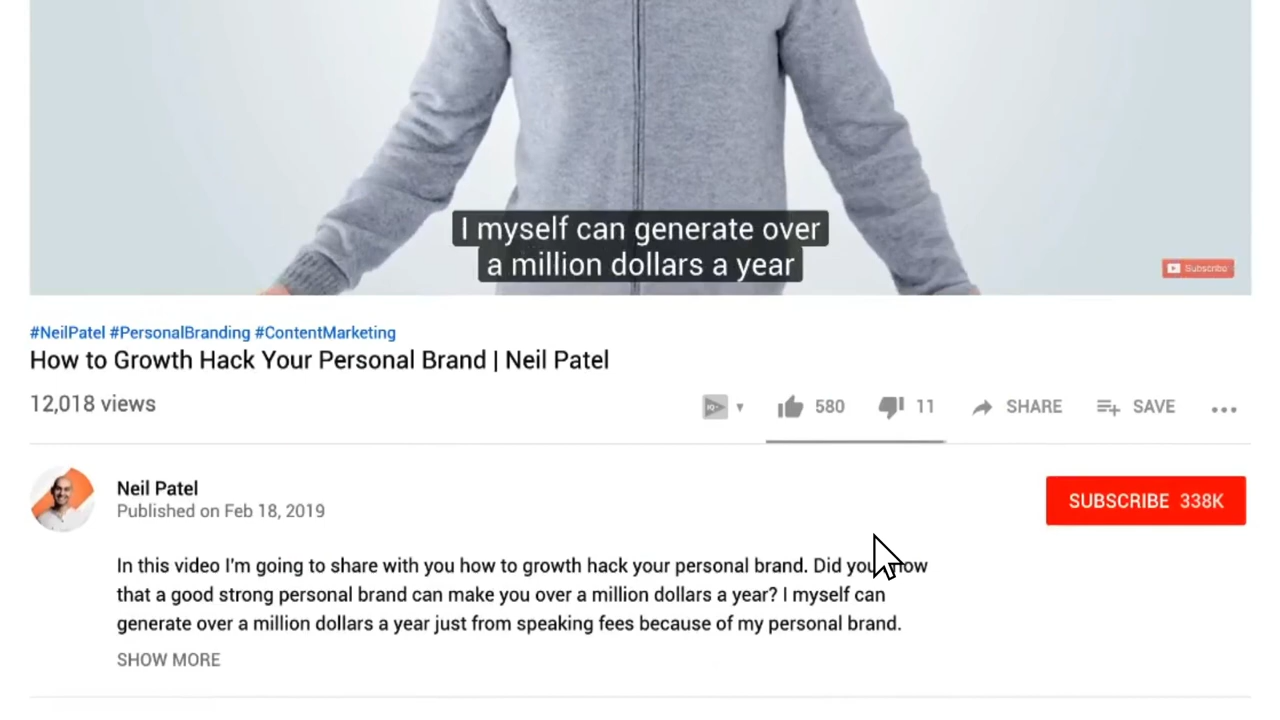 I myself can generate over
a million dollars a year
Subscribe
#NeilPatel #PersonalBranding #ContentMarketing
How to Growth Hack Your Personal Brand | Neil Patel
12,018 views
580 11 SHARE SAVE
Neil Patel
Published on Feb 18, 2019
SUBSCRIBE 338K
In this video I'm going to share with you how to growth hack your personal brand. Did you know
that a good strong personal brand can make you over a million dollars a year? I myself can
generate over a million dollars a year just from speaking fees because of my personal brand.
SHOW MORE